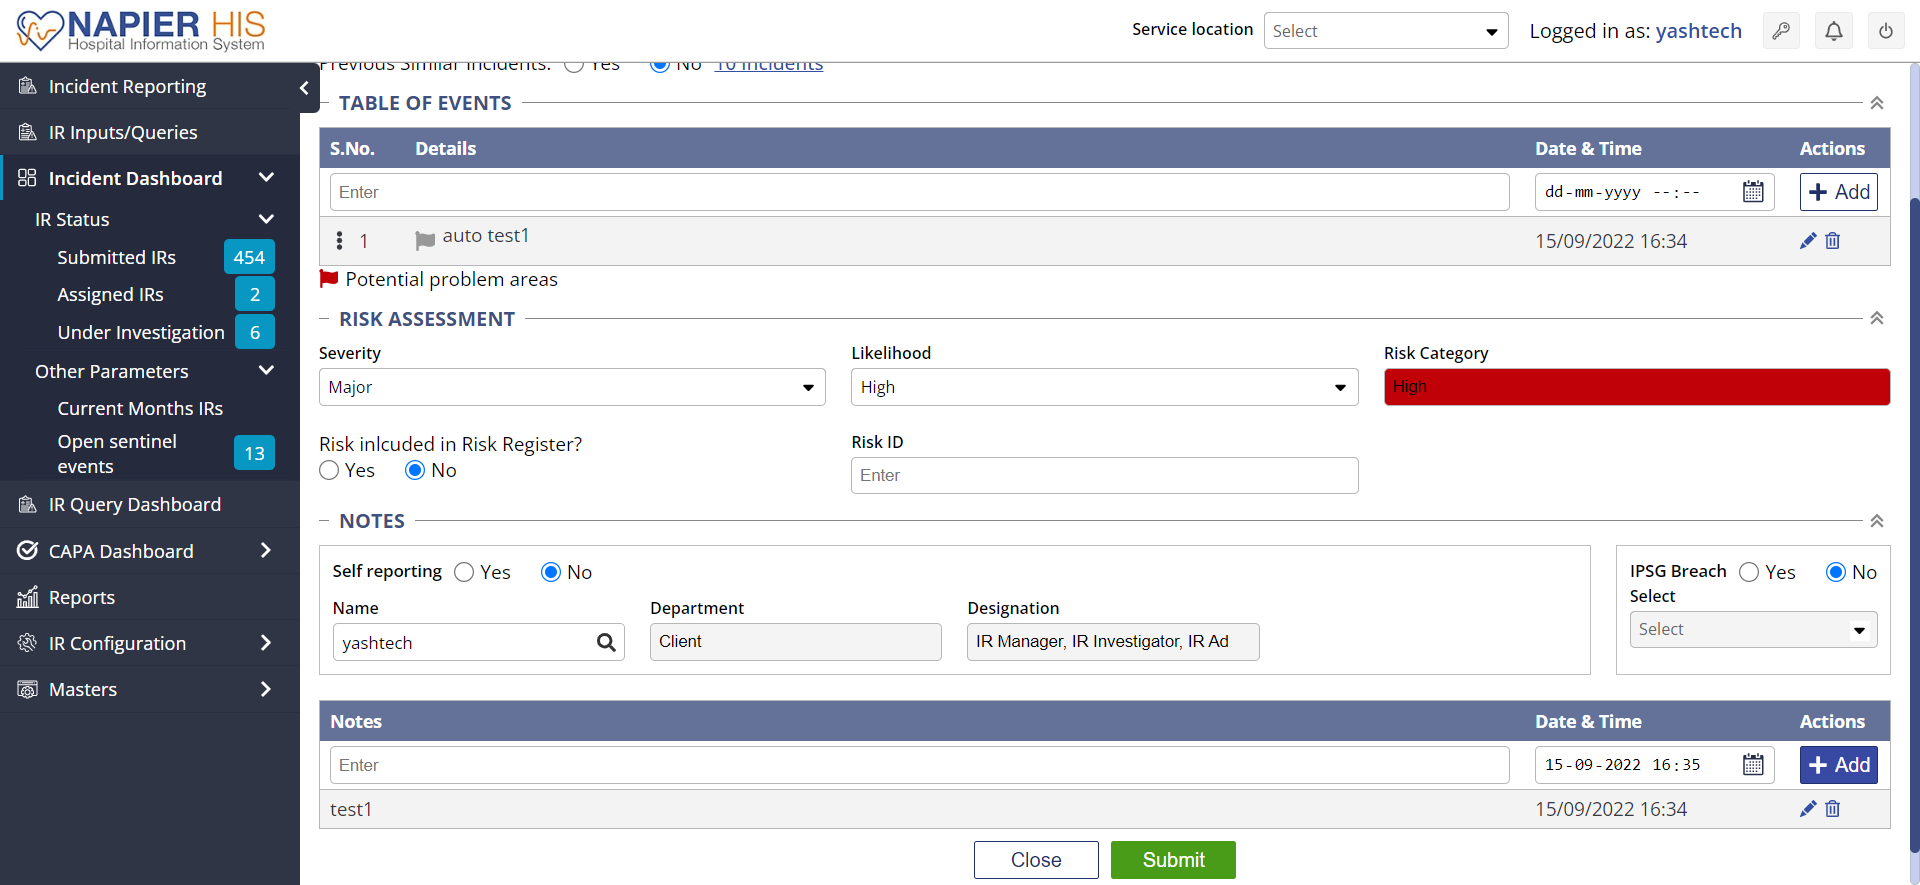 NAPIER HIS
Hospital Information System
Service location
Select
Logged in as: yashtech
Incident Reporting
IR Inputs/Queries
Incident Dashboard
IR Status
Submitted IRs 454
Assigned IRs 2
Under Investigation 6
Other Parameters
Current Months IRs
Open sentinel
events
13
IR Query Dashboard
CAPA Dashboard
Reports
IR Configuration
Masters
Previous Similar Incidents: Yes No 10 Incidents
TABLE OF EVENTS
S.No. Details Date & Time Actions
Enter dd-mm-yyyy --:-- Add
1 auto test1 15/09/2022 16:34
Potential problem areas
RISK ASSESSMENT
Severity Likelihood Risk Category
Major High High
Risk inlcuded in Risk Register? Risk ID
Yes No Enter
NOTES
Self reporting Yes No
Name Department Designation
yashtech Client IR Manager, IR Investigator, IR Ad
IPSG Breach Yes No
Select
Select
Notes Date & Time Actions
Enter 15-09-2022 16:35 Add
test1 15/09/2022 16:34
Close Submit